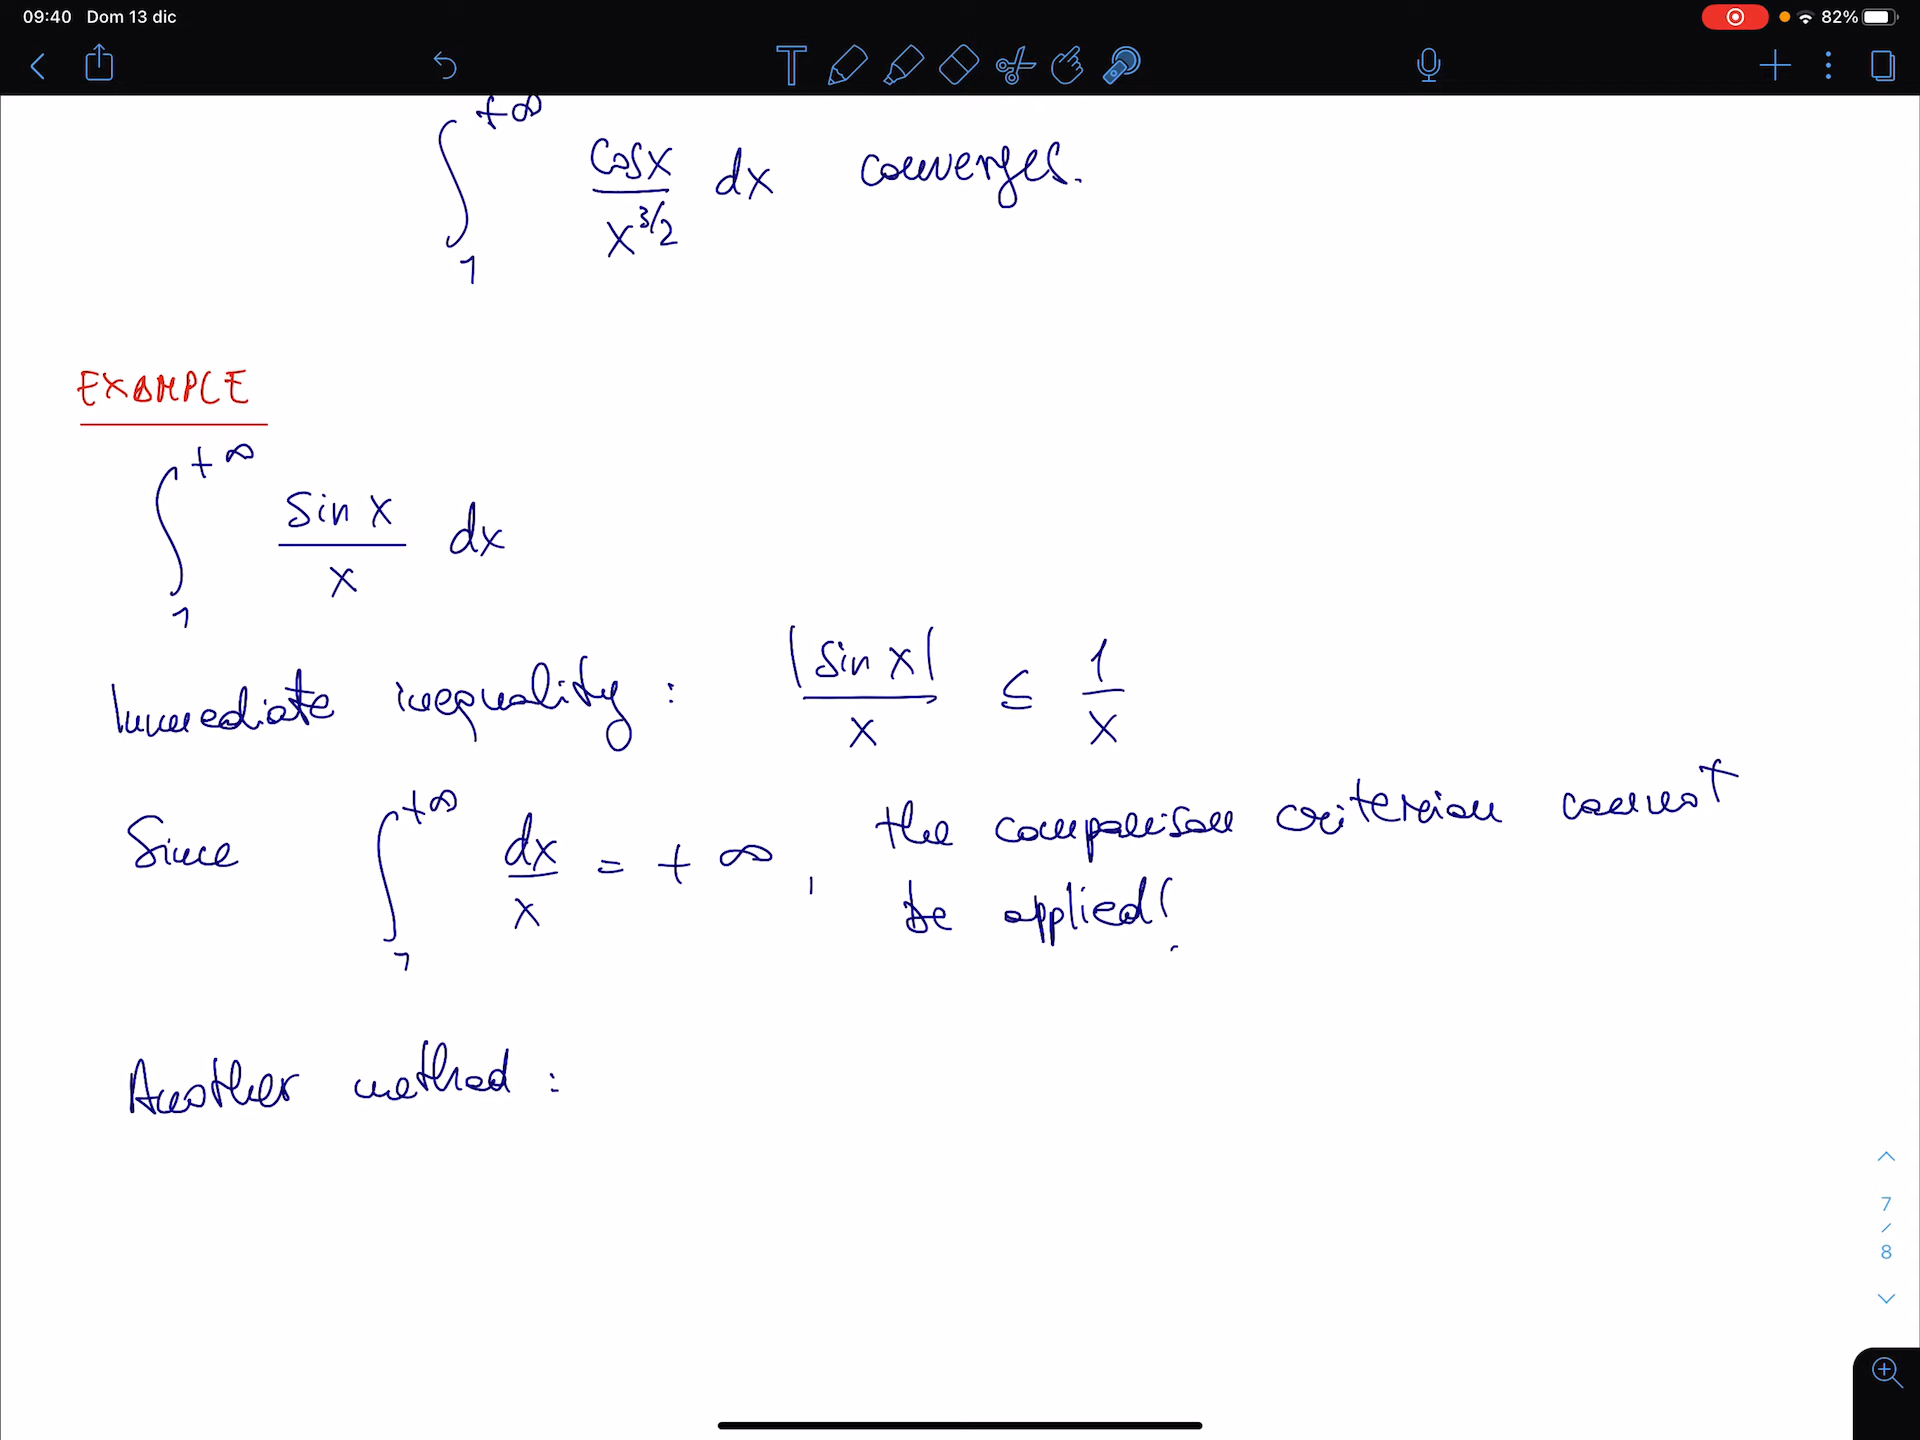 09:40 Dom 13 dic 82%
∫₁^{+∞} cos x / x^{3/2} dx converges.
EXAMPLE
∫₁^{+∞} sin x / x dx
Immediate inequality : |sin x| / x ≤ 1 / x
Since ∫₁^{+∞} dx / x = + ∞ , the comparison criterion cannot
be applied!
Another method :
7
/
8